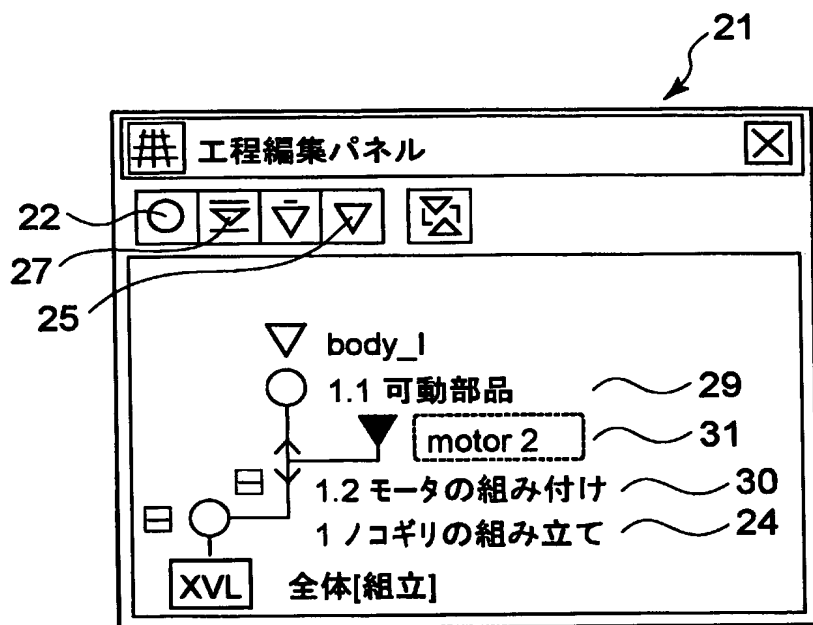 21
工程編集パネル
22
27
25
body_l
1.1 可動部品
29
motor 2
31
1.2 モータの組み付け
30
1 ノコギリの組み立て
24
XVL 全体[組立]